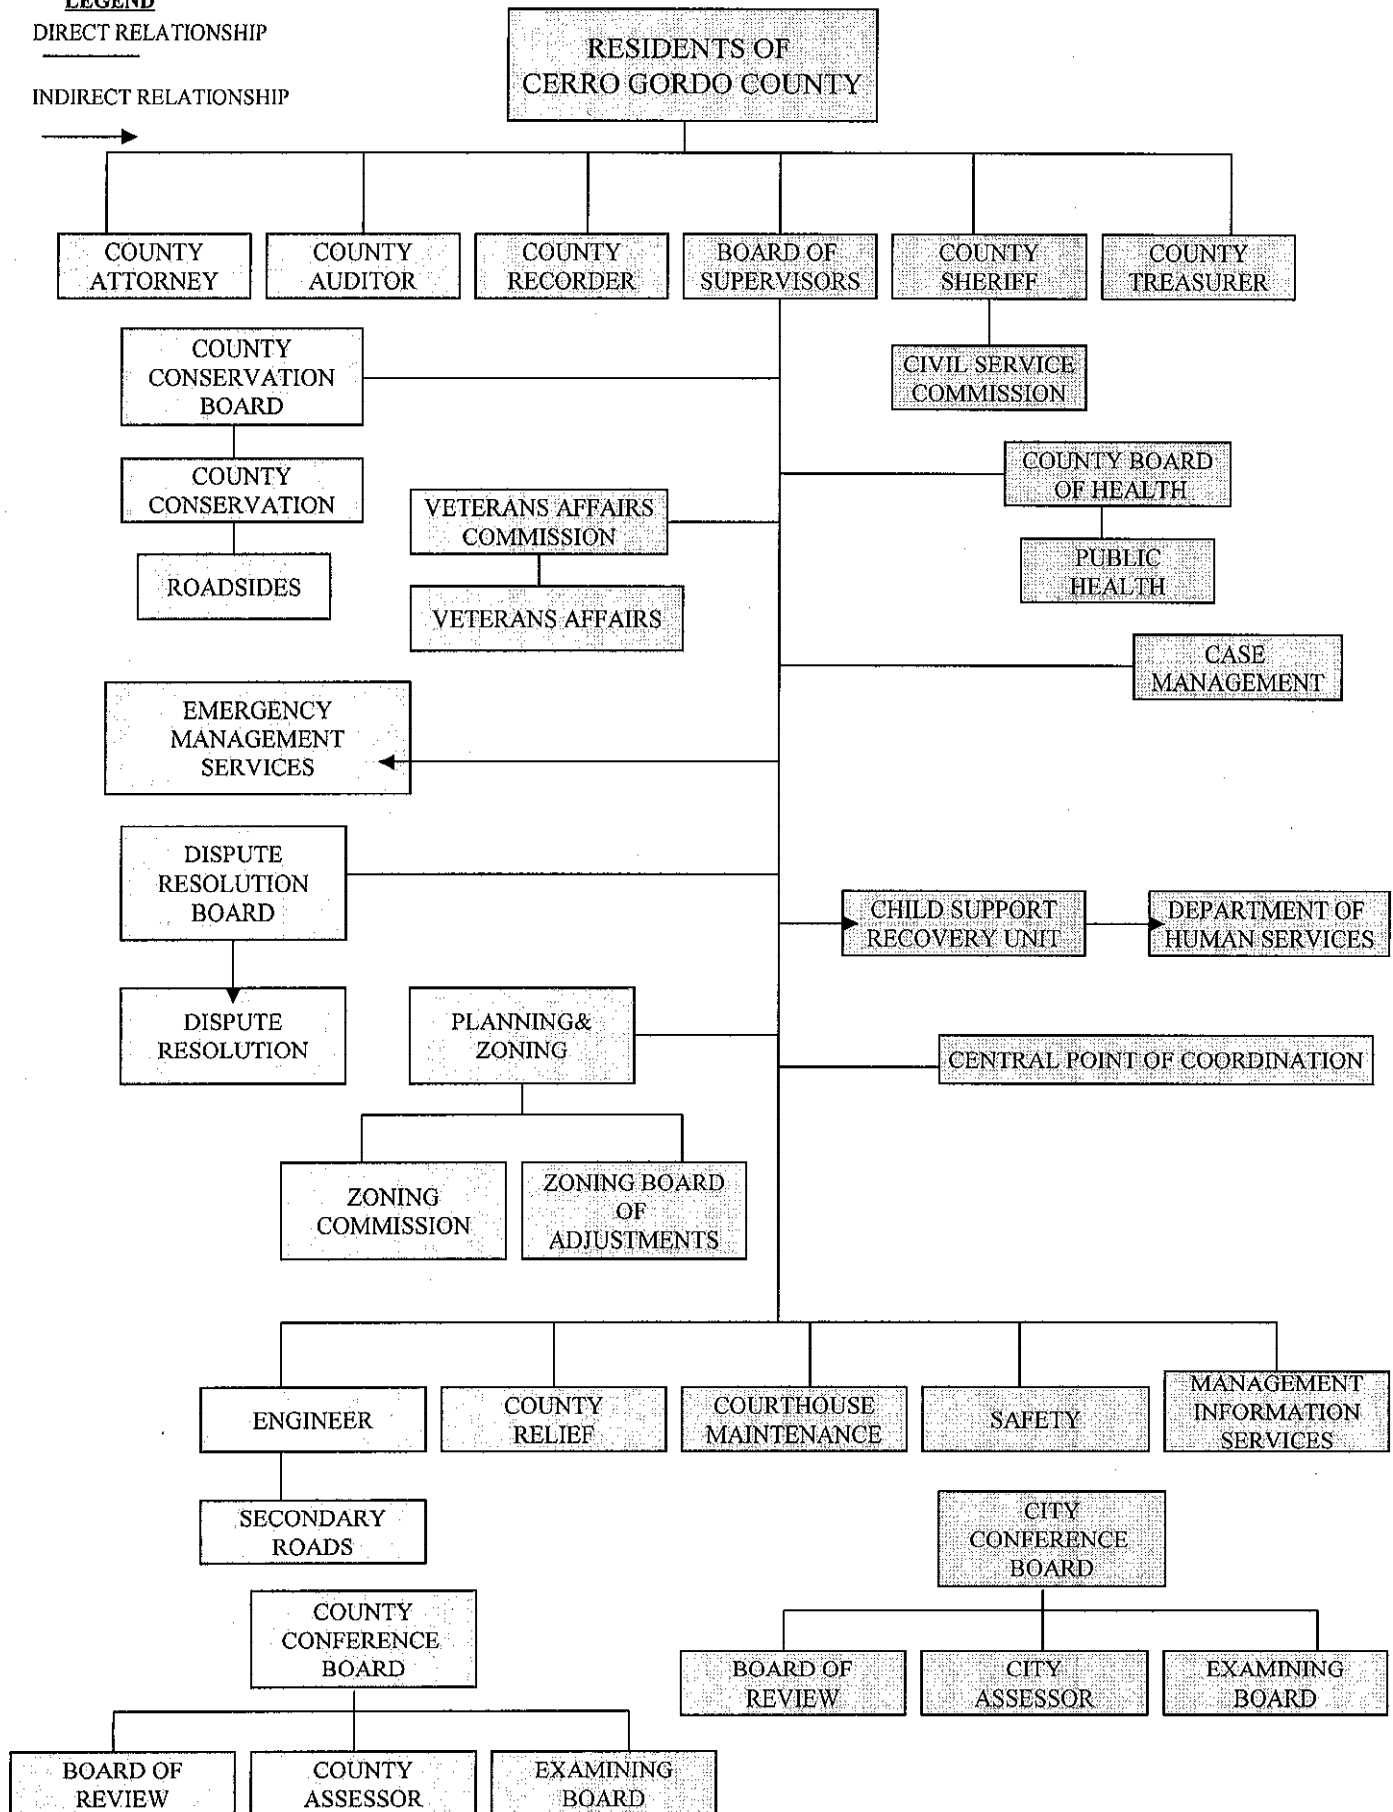 LEGEND
DIRECT RELATIONSHIP
INDIRECT RELATIONSHIP
RESIDENTS OF
CERRO GORDO COUNTY
COUNTY
ATTORNEY
COUNTY
AUDITOR
COUNTY
RECORDER
BOARD OF
SUPERVISORS
COUNTY
SHERIFF
COUNTY
TREASURER
COUNTY
CONSERVATION
BOARD
CIVIL SERVICE
COMMISSION
COUNTY
CONSERVATION
VETERANS AFFAIRS
COMMISSION
COUNTY BOARD
OF HEALTH
ROADSIDES
VETERANS AFFAIRS
PUBLIC
HEALTH
CASE
MANAGEMENT
EMERGENCY
MANAGEMENT
SERVICES
DISPUTE
RESOLUTION
BOARD
CHILD SUPPORT
RECOVERY UNIT
DEPARTMENT OF
HUMAN SERVICES
DISPUTE
RESOLUTION
PLANNING&
ZONING
CENTRAL POINT OF COORDINATION
ZONING
COMMISSION
ZONING BOARD
OF
ADJUSTMENTS
ENGINEER
COUNTY
RELIEF
COURTHOUSE
MAINTENANCE
SAFETY
MANAGEMENT
INFORMATION
SERVICES
SECONDARY
ROADS
CITY
CONFERENCE
BOARD
COUNTY
CONFERENCE
BOARD
BOARD OF
REVIEW
CITY
ASSESSOR
EXAMINING
BOARD
BOARD OF
REVIEW
COUNTY
ASSESSOR
EXAMINING
BOARD